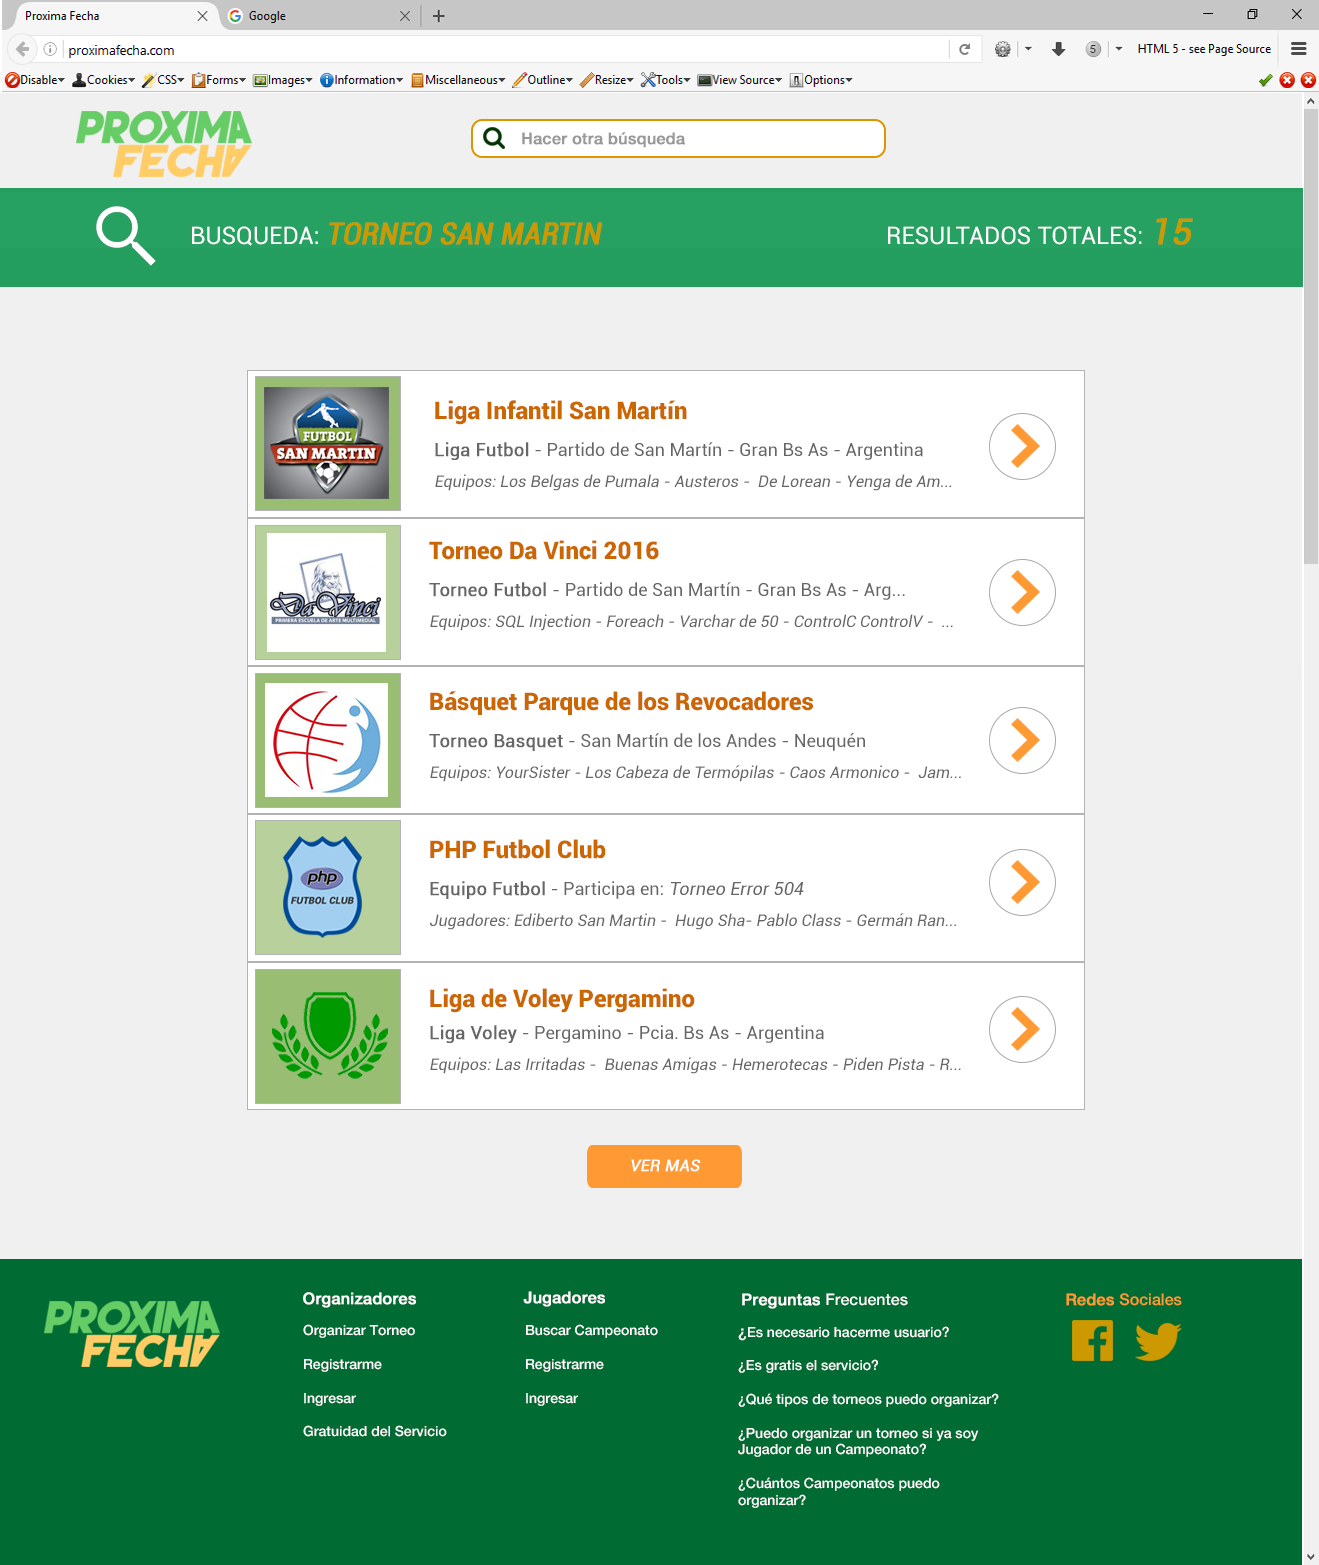 Proxima Fecha
Google
proximafecha.com
5
HTML 5 - see Page Source
Disable Cookies CSS Forms Images Information Miscellaneous Outline Resize Tools View Source Options
PROXIMA
FECHA
Hacer otra búsqueda
BUSQUEDA: TORNEO SAN MARTIN
RESULTADOS TOTALES: 15
FUTBOL
SAN MARTIN
Liga Infantil San Martín
Liga Futbol - Partido de San Martín - Gran Bs As - Argentina
Equipos: Los Belgas de Pumala - Austeros - De Lorean - Yenga de Am...
Da Vinci
PRIMERA ESCUELA DE ARTE MULTIMEDIAL
Torneo Da Vinci 2016
Torneo Futbol - Partido de San Martín - Gran Bs As - Arg...
Equipos: SQL Injection - Foreach - Varchar de 50 - ControlC ControlV - ...
Básquet Parque de los Revocadores
Torneo Basquet - San Martín de los Andes - Neuquén
Equipos: YourSister - Los Cabeza de Termópilas - Caos Armonico - Jam...
php
FUTBOL CLUB
PHP Futbol Club
Equipo Futbol - Participa en: Torneo Error 504
Jugadores: Ediberto San Martin - Hugo Sha- Pablo Class - Germán Ran...
Liga de Voley Pergamino
Liga Voley - Pergamino - Pcia. Bs As - Argentina
Equipos: Las Irritadas - Buenas Amigas - Hemerotecas - Piden Pista - R...
VER MAS
PROXIMA
FECHA
Organizadores
Organizar Torneo
Registrarme
Ingresar
Gratuidad del Servicio
Jugadores
Buscar Campeonato
Registrarme
Ingresar
Preguntas Frecuentes
¿Es necesario hacerme usuario?
¿Es gratis el servicio?
¿Qué tipos de torneos puedo organizar?
¿Puedo organizar un torneo si ya soy
Jugador de un Campeonato?
¿Cuántos Campeonatos puedo
organizar?
Redes Sociales